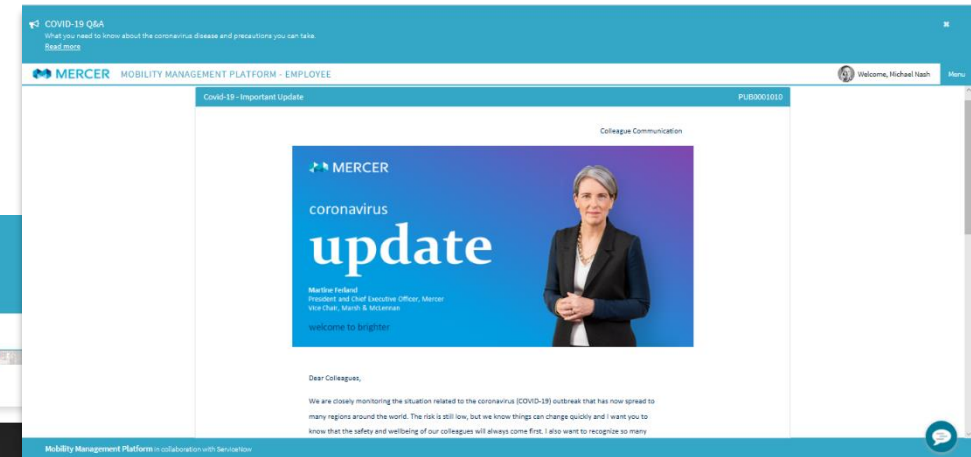 COVID-19 Q&A
What you need to know about the coronavirus disease and precautions you can take.
Read more
MERCER MOBILITY MANAGEMENT PLATFORM - EMPLOYEE
Welcome, Michael Nash
Menu
Covid-19 - Important Update
PUB0001010
Colleague Communication
MERCER
coronavirus
update
Martine Ferland
President and Chief Executive Officer, Mercer
Vice Chair, Marsh & McLennan
welcome to brighter
Dear Colleagues,
We are closely monitoring the situation related to the coronavirus (COVID-19) outbreak that has now spread to
many regions around the world. The risk is still low, but we know things can change quickly and I want you to
know that the safety and wellbeing of our colleagues will always come first. I also want to recognize so many
Mobility Management Platform in collaboration with ServiceNow